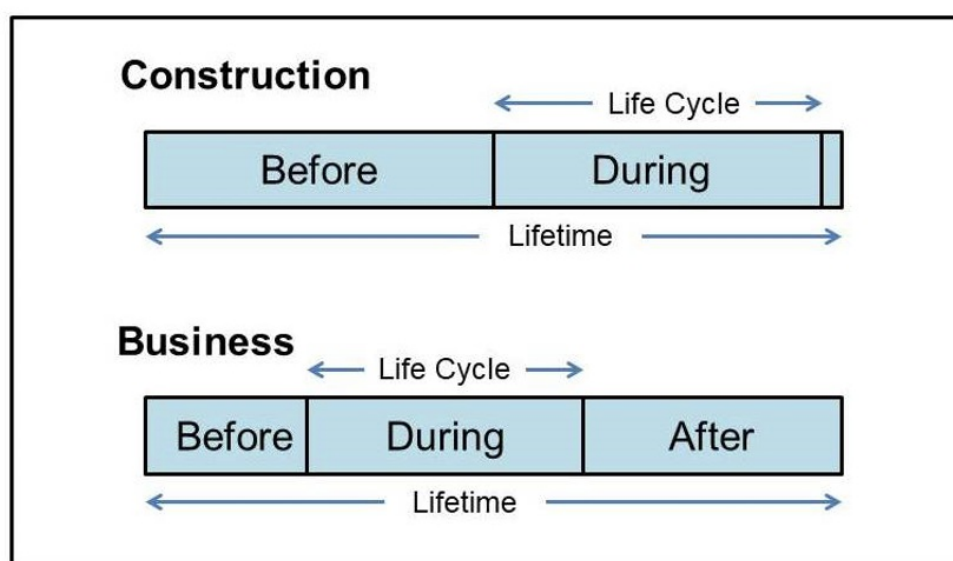 Construction
Life Cycle
Before During
Lifetime
Business
Life Cycle
Before During After
Lifetime